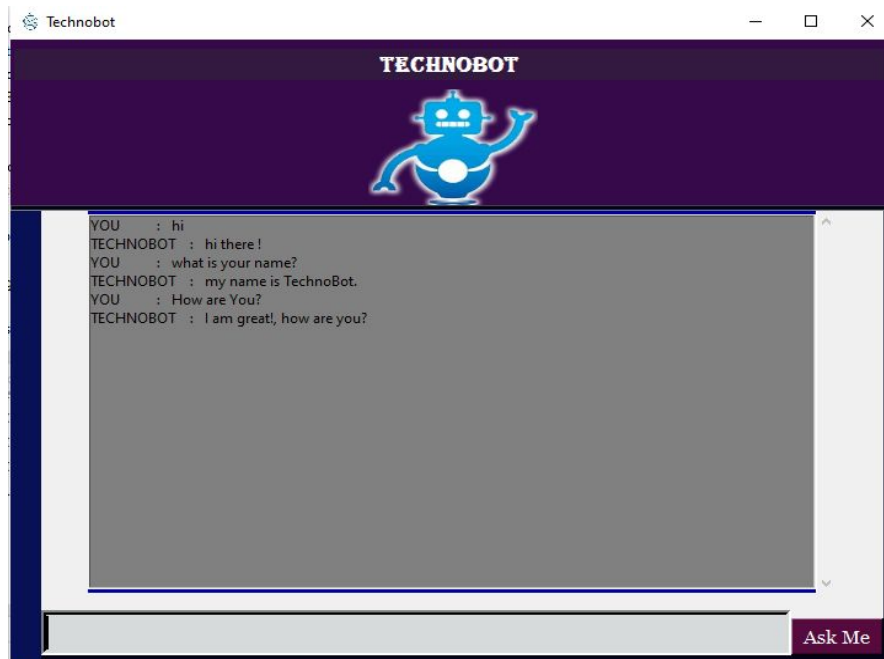 Technobot
TECHNOBOT
YOU : hi
TECHNOBOT : hi there !
YOU : what is your name?
TECHNOBOT : my name is TechnoBot.
YOU : How are You?
TECHNOBOT : I am great!, how are you?
Ask Me